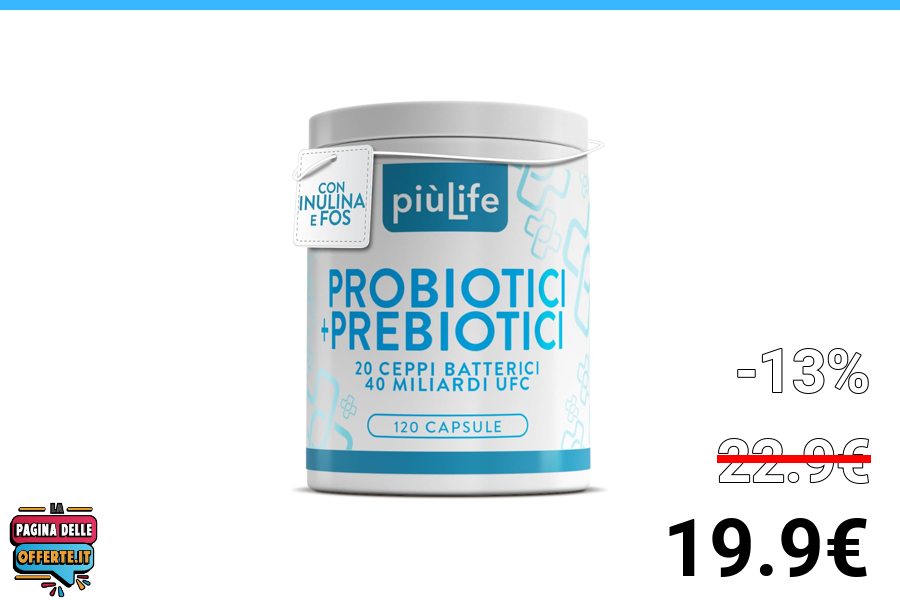 CON
INULINA
E FOS
piùLife
PROBIOTICI
+PREBIOTICI
20 CEPPI BATTERICI
40 MILIARDI UFC
120 CAPSULE
-13%
22.9€
19.9€
LA
PAGINA DELLE
OFFERTE.IT